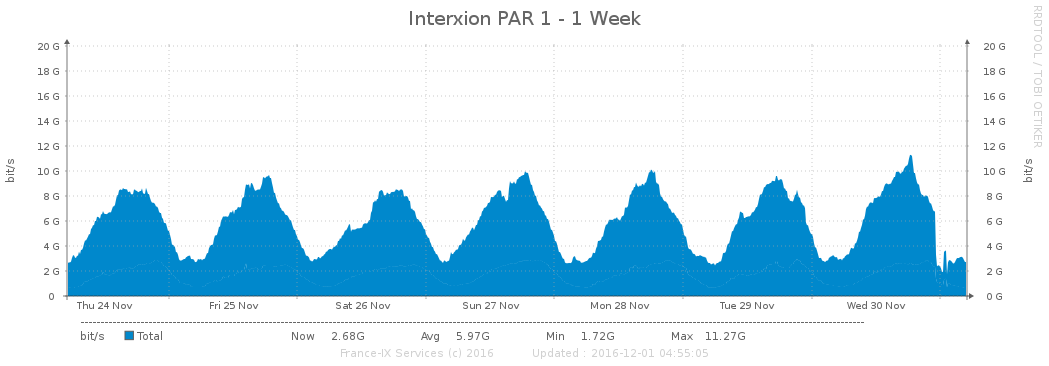 Interxion PAR 1 - 1 Week
RRDTOOL / TOBI OETIKER
bit/s
20 G 20 G
18 G 18 G
16 G 16 G
14 G 14 G
12 G 12 G
10 G 10 G
8 G 8 G
6 G 6 G
4 G 4 G
2 G 2 G
0 0 G
bit/s
Thu 24 Nov Fri 25 Nov Sat 26 Nov Sun 27 Nov Mon 28 Nov Tue 29 Nov Wed 30 Nov
bit/s Total Now 2.68G Avg 5.97G Min 1.72G Max 11.27G
France-IX Services (c) 2016 Updated : 2016-12-01 04:55:05